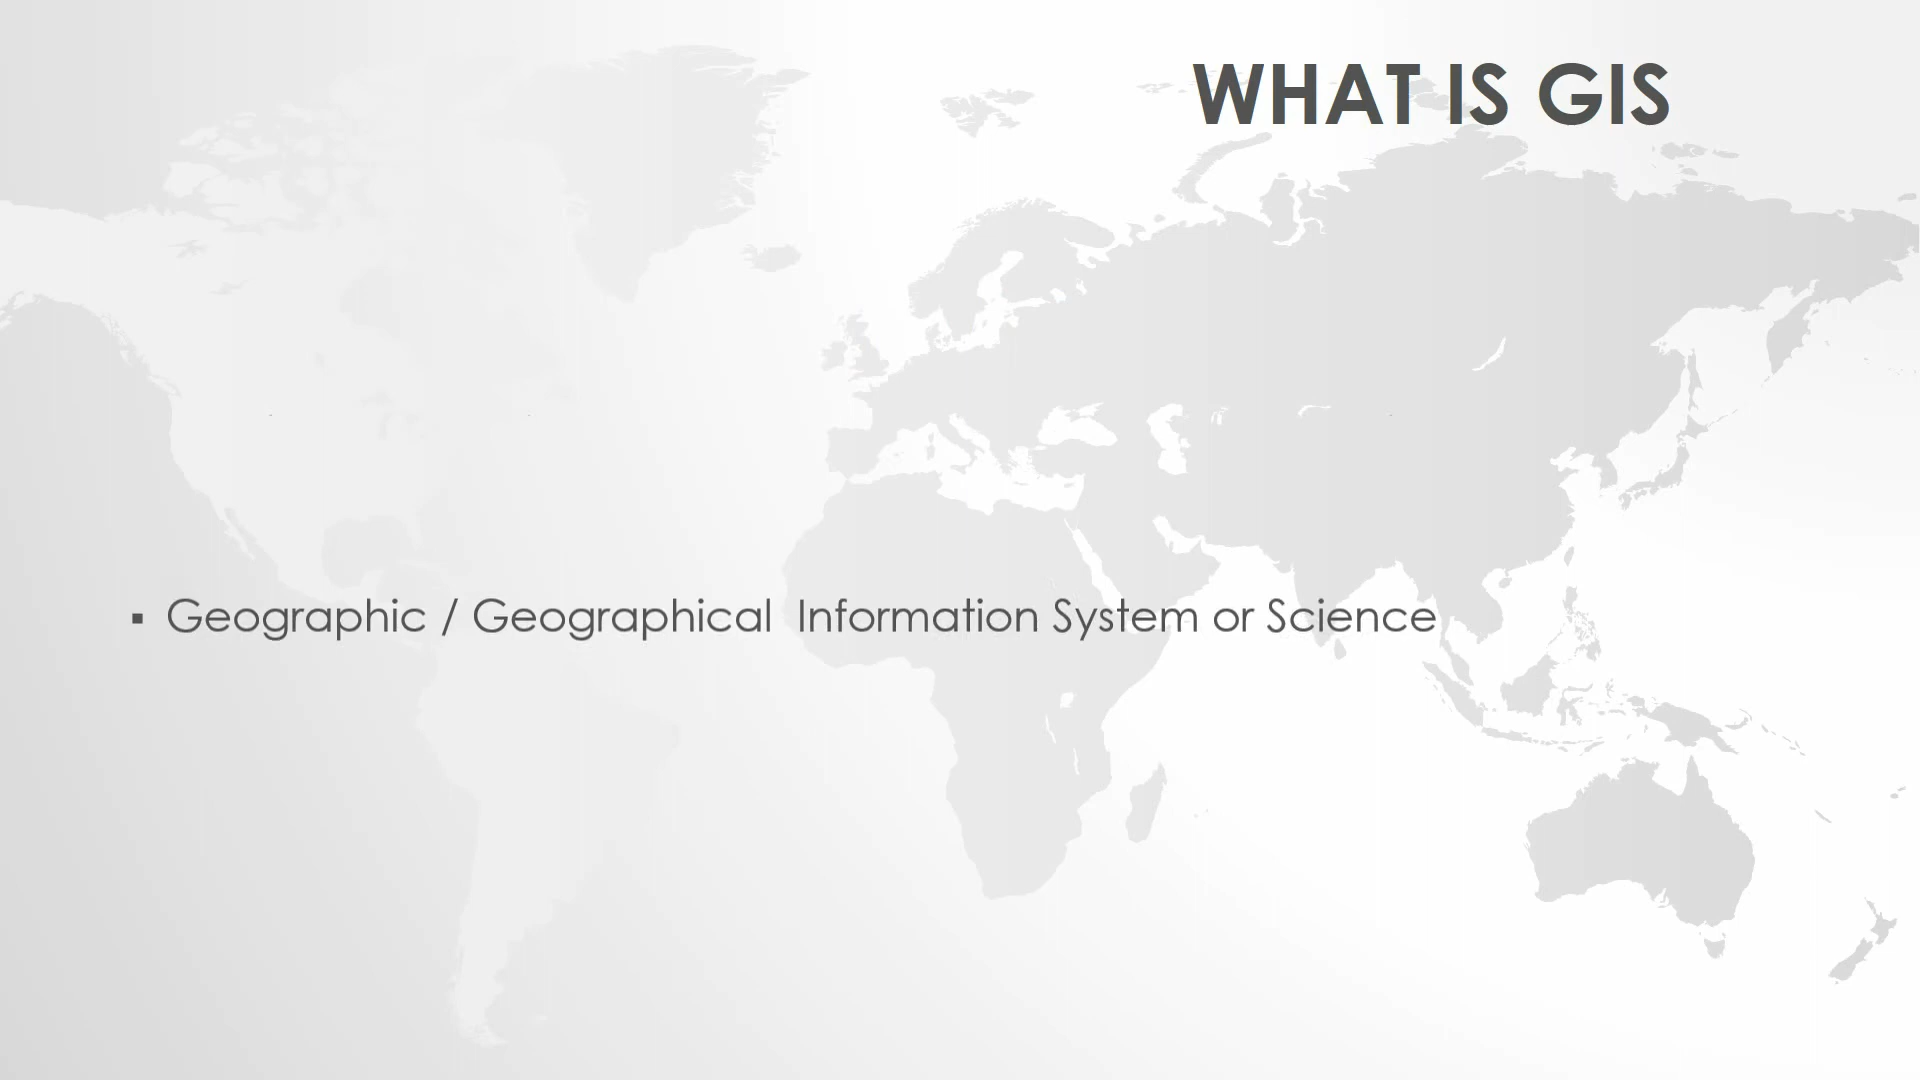 WHAT IS GIS
▪ Geographic / Geographical Information System or Science